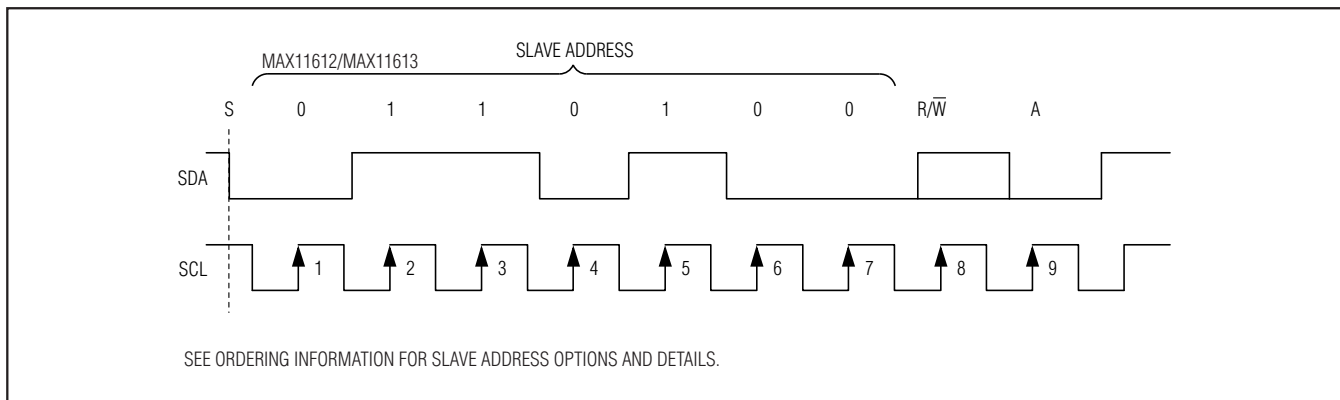 SLAVE ADDRESS
MAX11612/MAX11613
S 0 1 1 0 1 0 0 R/W̅ A
SDA
SCL 1 2 3 4 5 6 7 8 9
SEE ORDERING INFORMATION FOR SLAVE ADDRESS OPTIONS AND DETAILS.